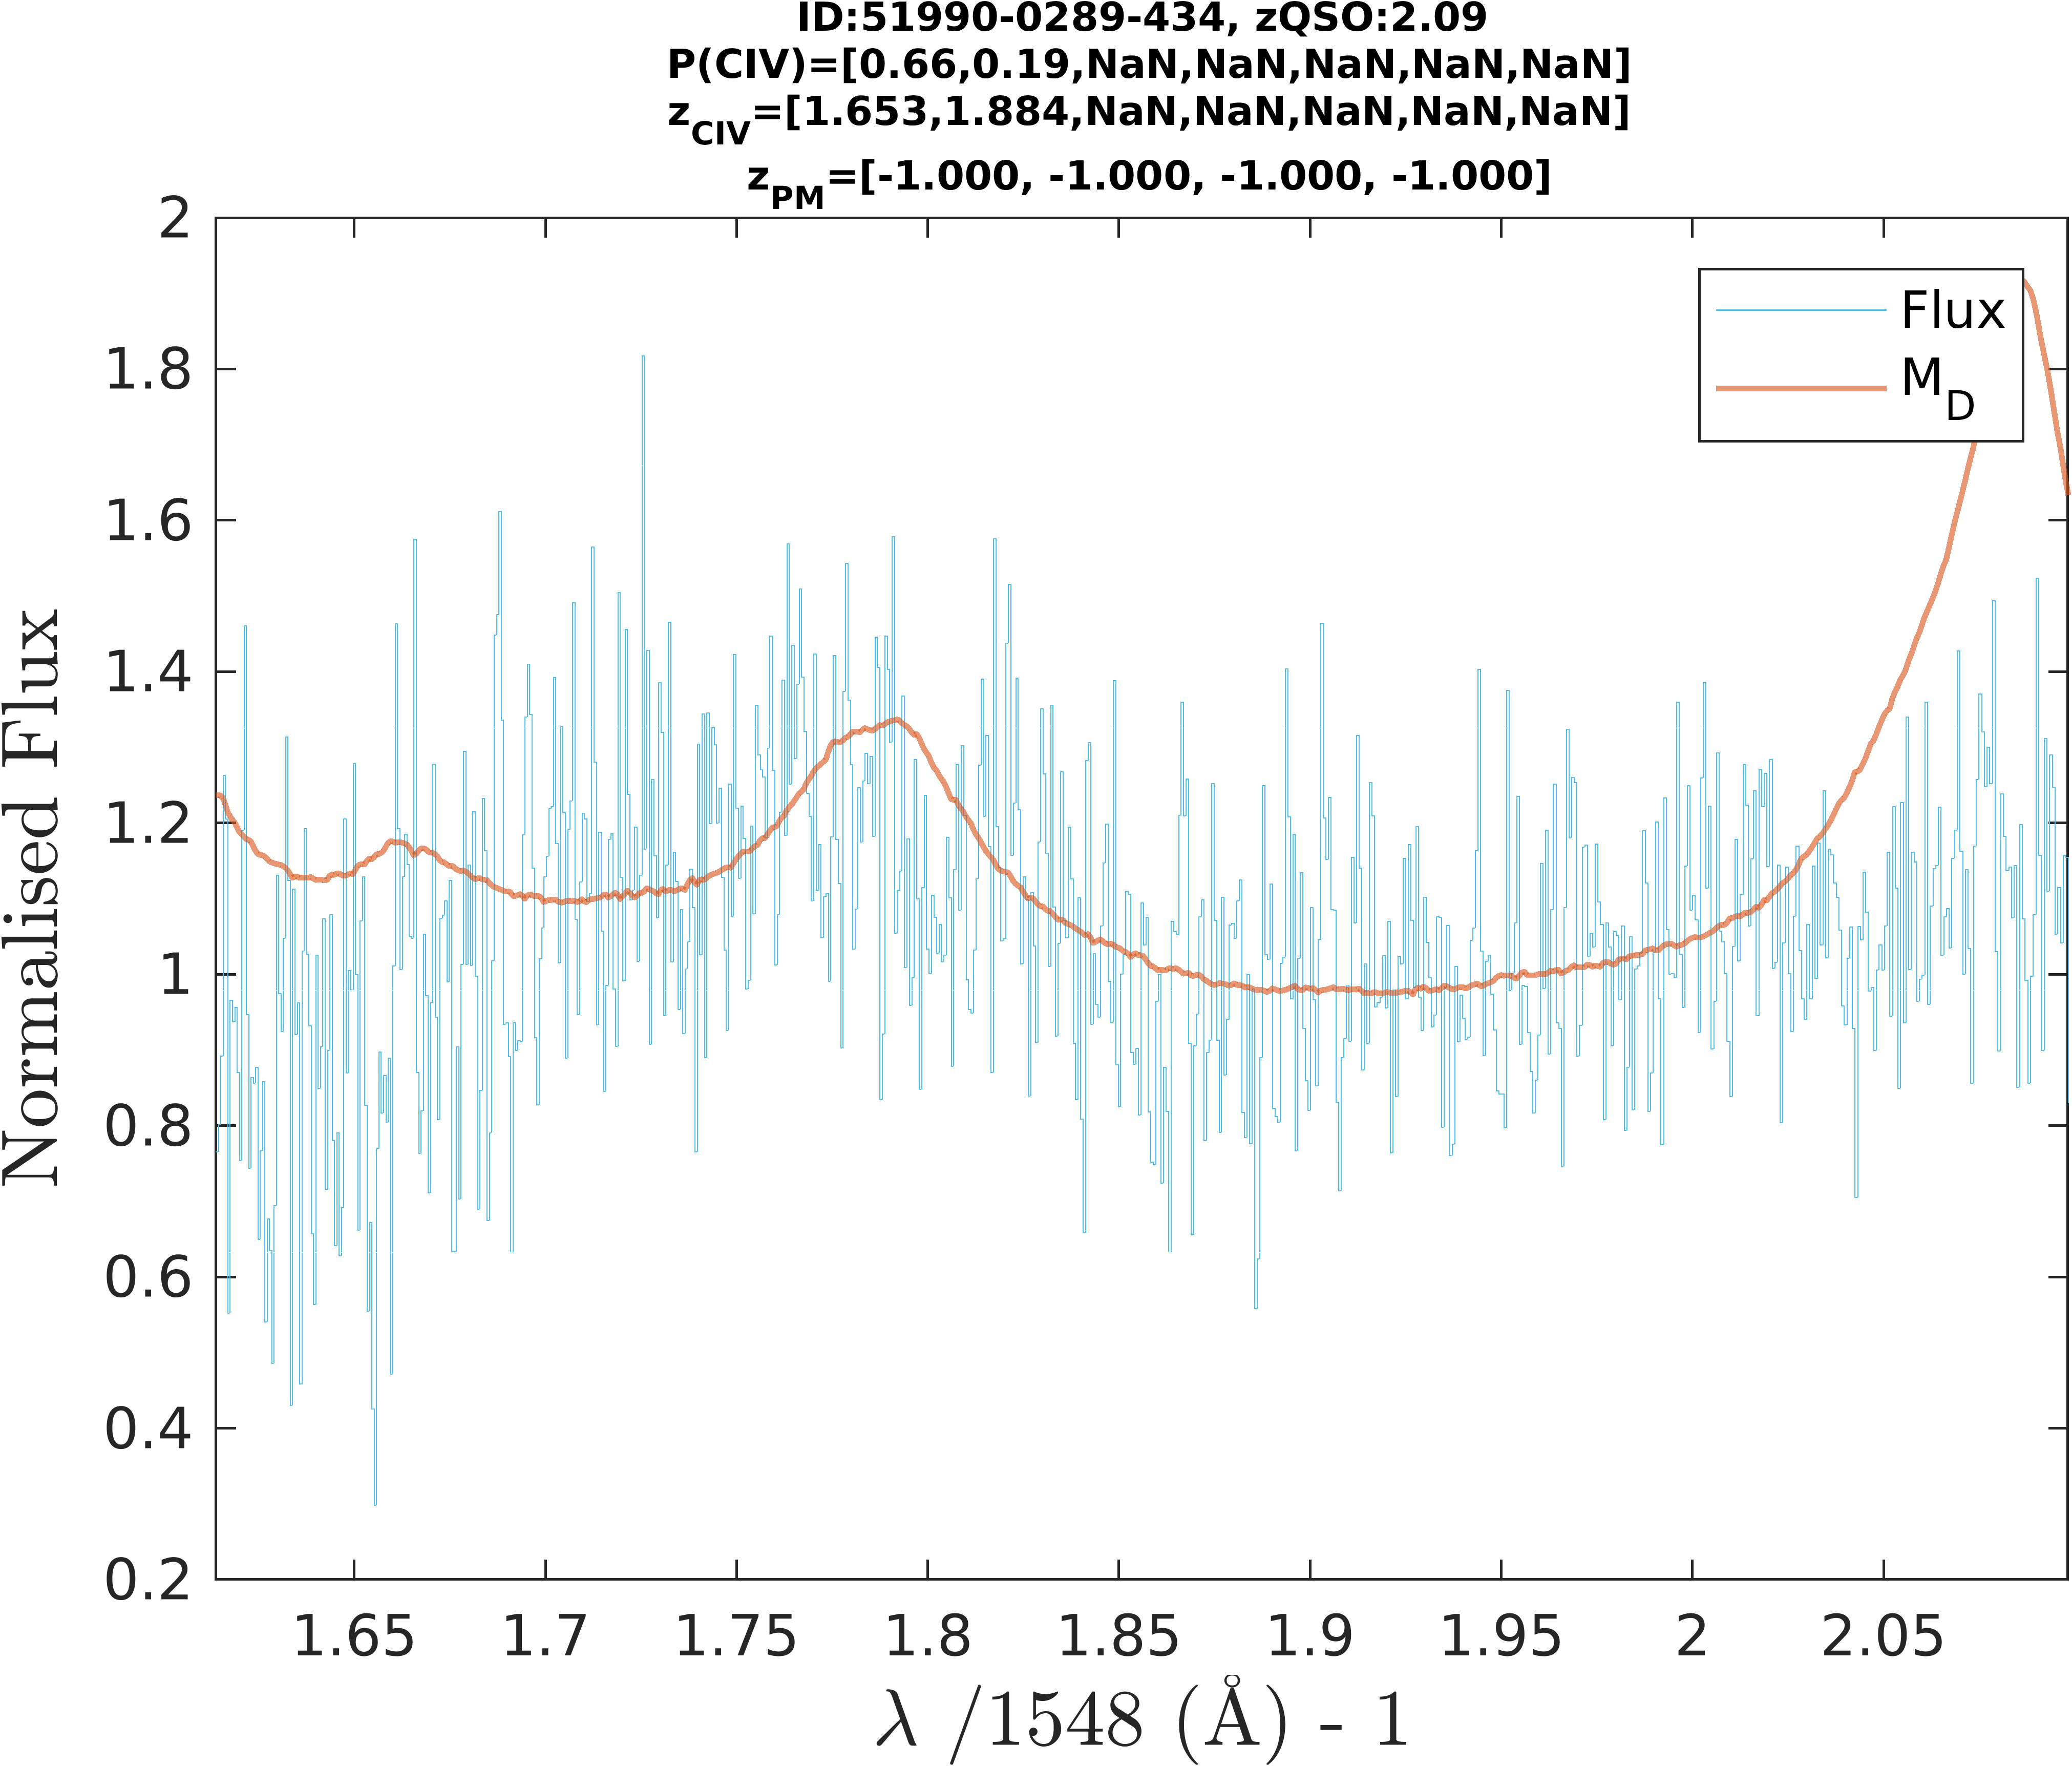 ID:51990-0289-434, zQSO:2.09
P(CIV)=[0.66,0.19,NaN,NaN,NaN,NaN,NaN]
zCIV=[1.653,1.884,NaN,NaN,NaN,NaN,NaN]
zPM=[-1.000, -1.000, -1.000, -1.000]
Flux
MD
Normalised Flux
2
1.8
1.6
1.4
1.2
1
0.8
0.6
0.4
0.2
1.65 1.7 1.75 1.8 1.85 1.9 1.95 2 2.05
λ /1548 (Å) - 1